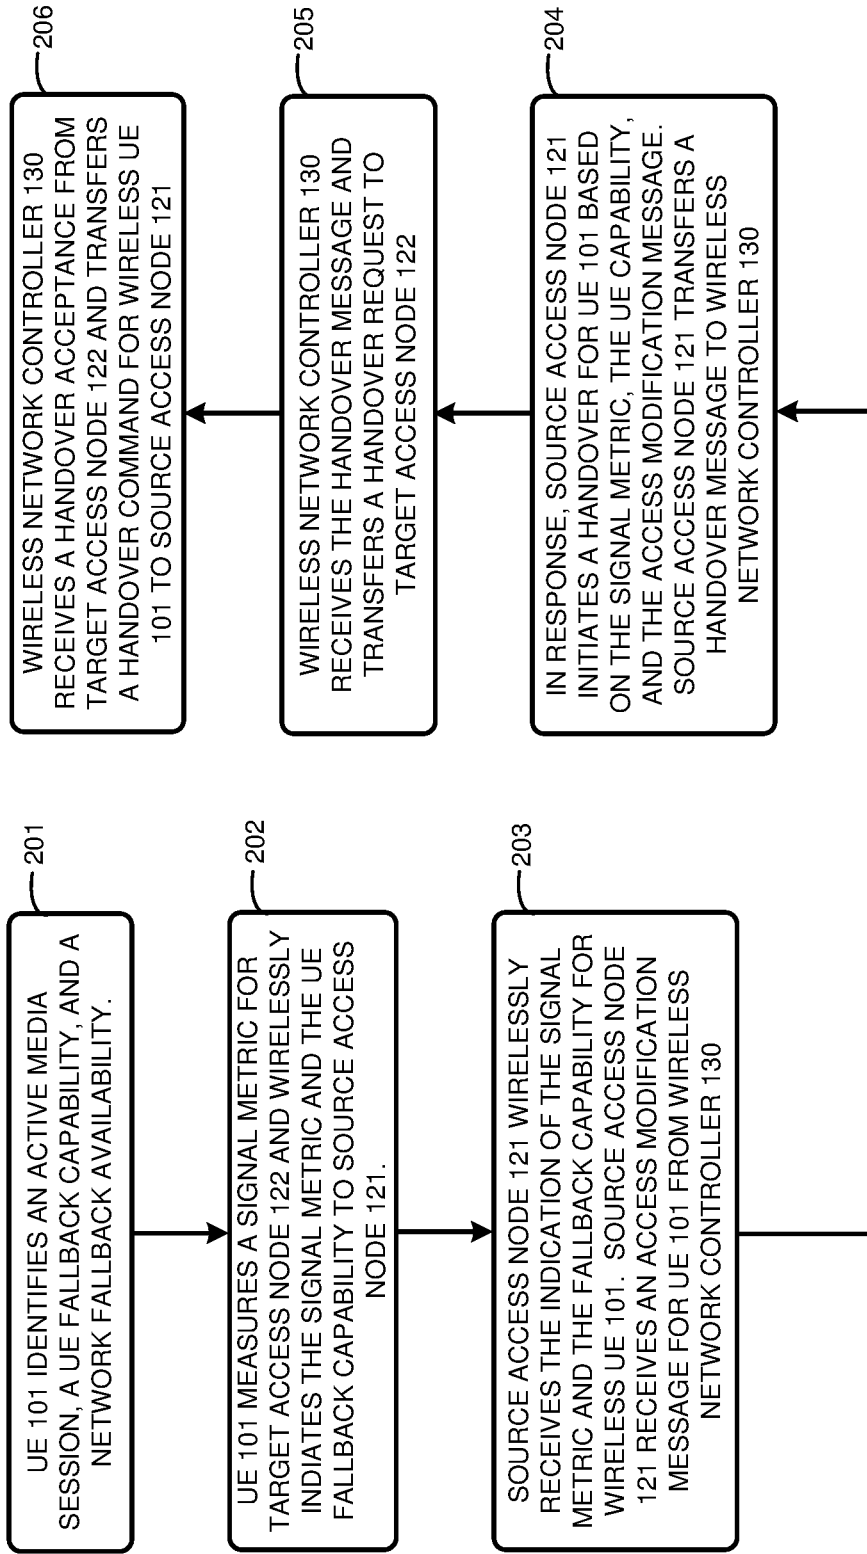 UE 101 IDENTIFIES AN ACTIVE MEDIA
SESSION, A UE FALLBACK CAPABILITY, AND A
NETWORK FALLBACK AVAILABILITY.
201
UE 101 MEASURES A SIGNAL METRIC FOR
TARGET ACCESS NODE 122 AND WIRELESSLY
INDIATES THE SIGNAL METRIC AND THE UE
FALLBACK CAPABILITY TO SOURCE ACCESS
NODE 121.
202
SOURCE ACCESS NODE 121 WIRELESSLY
RECEIVES THE INDICATION OF THE SIGNAL
METRIC AND THE FALLBACK CAPABILITY FOR
WIRELESS UE 101. SOURCE ACCESS NODE
121 RECEIVES AN ACCESS MODIFICATION
MESSAGE FOR UE 101 FROM WIRELESS
NETWORK CONTROLLER 130
203
IN RESPONSE, SOURCE ACCESS NODE 121
INITIATES A HANDOVER FOR UE 101 BASED
ON THE SIGNAL METRIC, THE UE CAPABILITY,
AND THE ACCESS MODIFICATION MESSAGE.
SOURCE ACCESS NODE 121 TRANSFERS A
HANDOVER MESSAGE TO WIRELESS
NETWORK CONTROLLER 130
204
WIRELESS NETWORK CONTROLLER 130
RECEIVES THE HANDOVER MESSAGE AND
TRANSFERS A HANDOVER REQUEST TO
TARGET ACCESS NODE 122
205
WIRELESS NETWORK CONTROLLER 130
RECEIVES A HANDOVER ACCEPTANCE FROM
TARGET ACCESS NODE 122 AND TRANSFERS
A HANDOVER COMMAND FOR WIRELESS UE
101 TO SOURCE ACCESS NODE 121
206